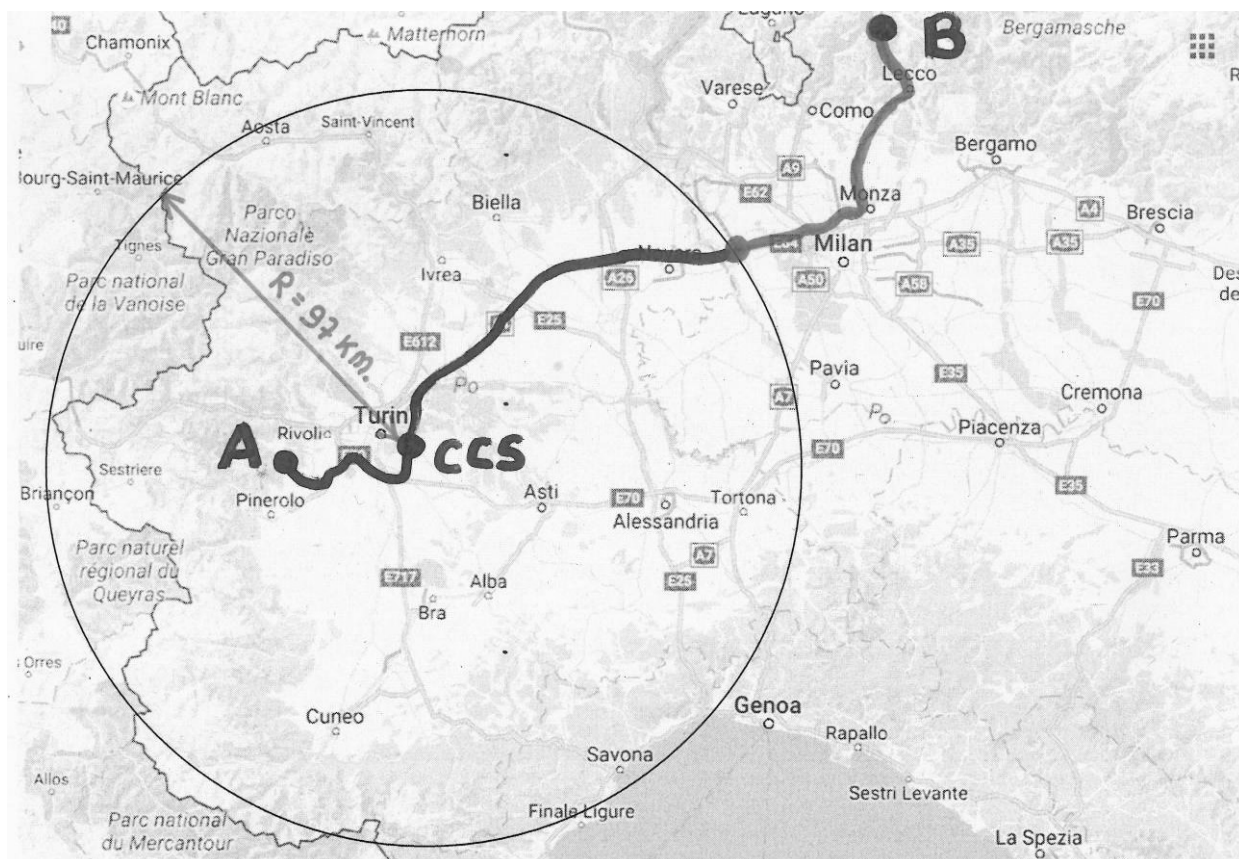 Chamonix
Matterhorn
B
Bergamasche
Lecco
Mont Blanc
Varese
Como
Aosta
Saint-Vincent
Bergamo
A9
E62
Bourg-Saint-Maurice
Biella
Monza
A4
Brescia
Parco
Nazionale
Gran Paradiso
Tignes
E64
Milan
A35
A35
Parc national
de la Vanoise
Ivrea
A26
A50
A58
E70
R=97 KM.
E612
E25
Po
Pavia
E35
Cremona
A7
Po
Turin
Rivoli
A
CCS
Piacenza
E70
Sestriere
Briançon
Pinerolo
Asti
E70
Alessandria
Tortona
E35
Parc naturel
régional du
Queyras
A7
Parma
E717
Alba
Bra
E25
E33
Orres
Cuneo
Genoa
Rapallo
Savona
Allos
Sestri Levante
Finale Ligure
Parc national
du Mercantour
La Spezia